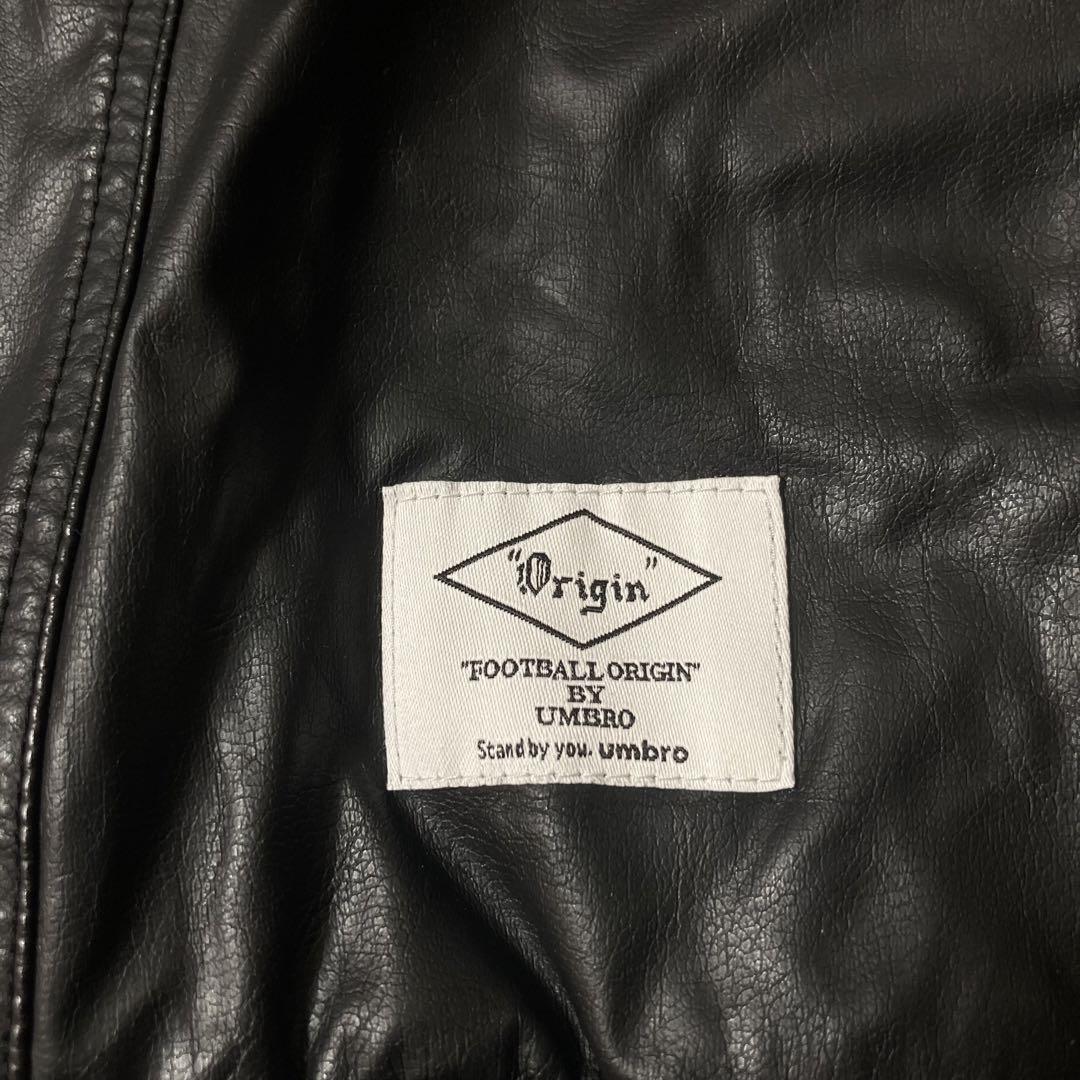 "Origin"
"FOOTBALL ORIGIN"
BY
UMBRO
Stand by you. umbro